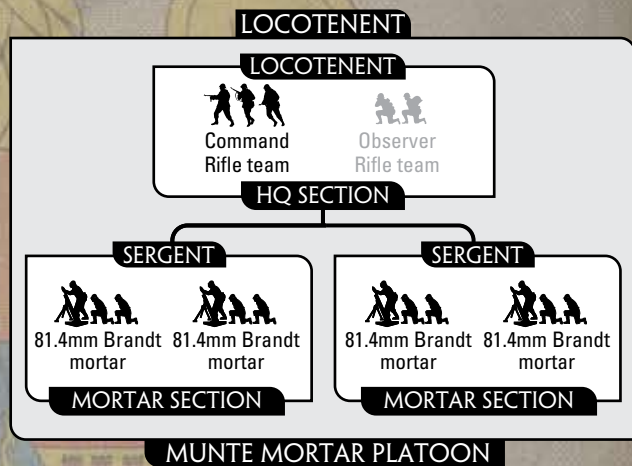 LOCOTENENT
LOCOTENENT
Command
Rifle team
Observer
Rifle team
HQ SECTION
SERGENT
81.4mm Brandt
mortar
81.4mm Brandt
mortar
MORTAR SECTION
SERGENT
81.4mm Brandt
mortar
81.4mm Brandt
mortar
MORTAR SECTION
MUNTE MORTAR PLATOON